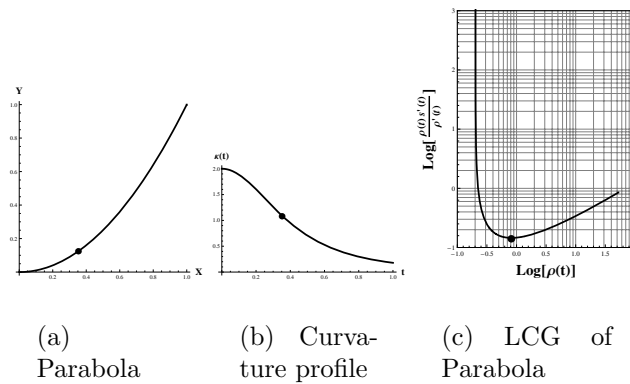 Y
1.0
0.8
0.6
0.4
0.2
0.2 0.4 0.6 0.8 1.0
X
κ(t)
2.0
1.5
1.0
0.5
0.2 0.4 0.6 0.8 1.0
t
Log[ρ(t) s′(t) / ρ′(t)]
3
2
1
0
-1
-1.0 -0.5 0.0 0.5 1.0 1.5
Log[ρ(t)]
(a)
Parabola
(b) Curva-
ture profile
(c) LCG of
Parabola